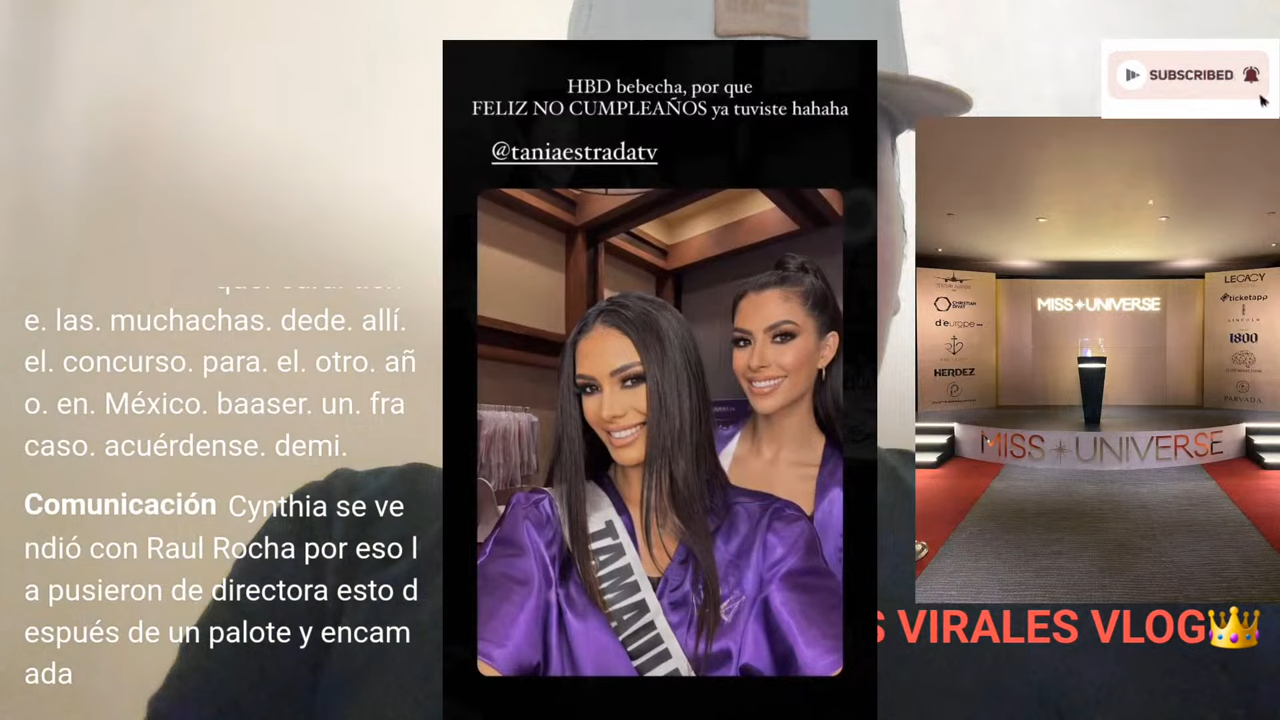 e. las. muchachas. dede. allí.
el. concurso. para. el. otro. añ
o. en. México. baaser. un. fra
caso. acuérdense. demi.
Comunicación Cynthia se ve
ndió con Raul Rocha por eso l
a pusieron de directora esto d
espués de un palote y encam
ada
HBD bebecha, por que
FELIZ NO CUMPLEAÑOS ya tuviste hahaha
@taniaestradatv
TAMAULI
SUBSCRIBED
MISS UNIVERSE
CHRISTIAN
d'europe
HERDEZ
LEGACY
ticketapp
LINCOLN
1800
PARVADA
MISS UNIVERSE
S VIRALES VLOG👑